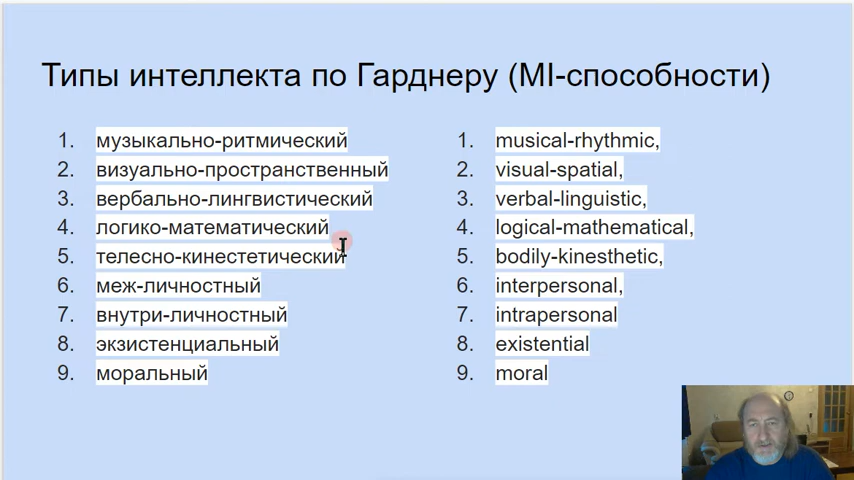 Типы интеллекта по Гарднеру (MI-способности)
1. музыкально-ритмический
2. визуально-пространственный
3. вербально-лингвистический
4. логико-математический
5. телесно-кинестетический
6. меж-личностный
7. внутри-личностный
8. экзистенциальный
9. моральный
1. musical-rhythmic,
2. visual-spatial,
3. verbal-linguistic,
4. logical-mathematical,
5. bodily-kinesthetic,
6. interpersonal,
7. intrapersonal
8. existential
9. moral